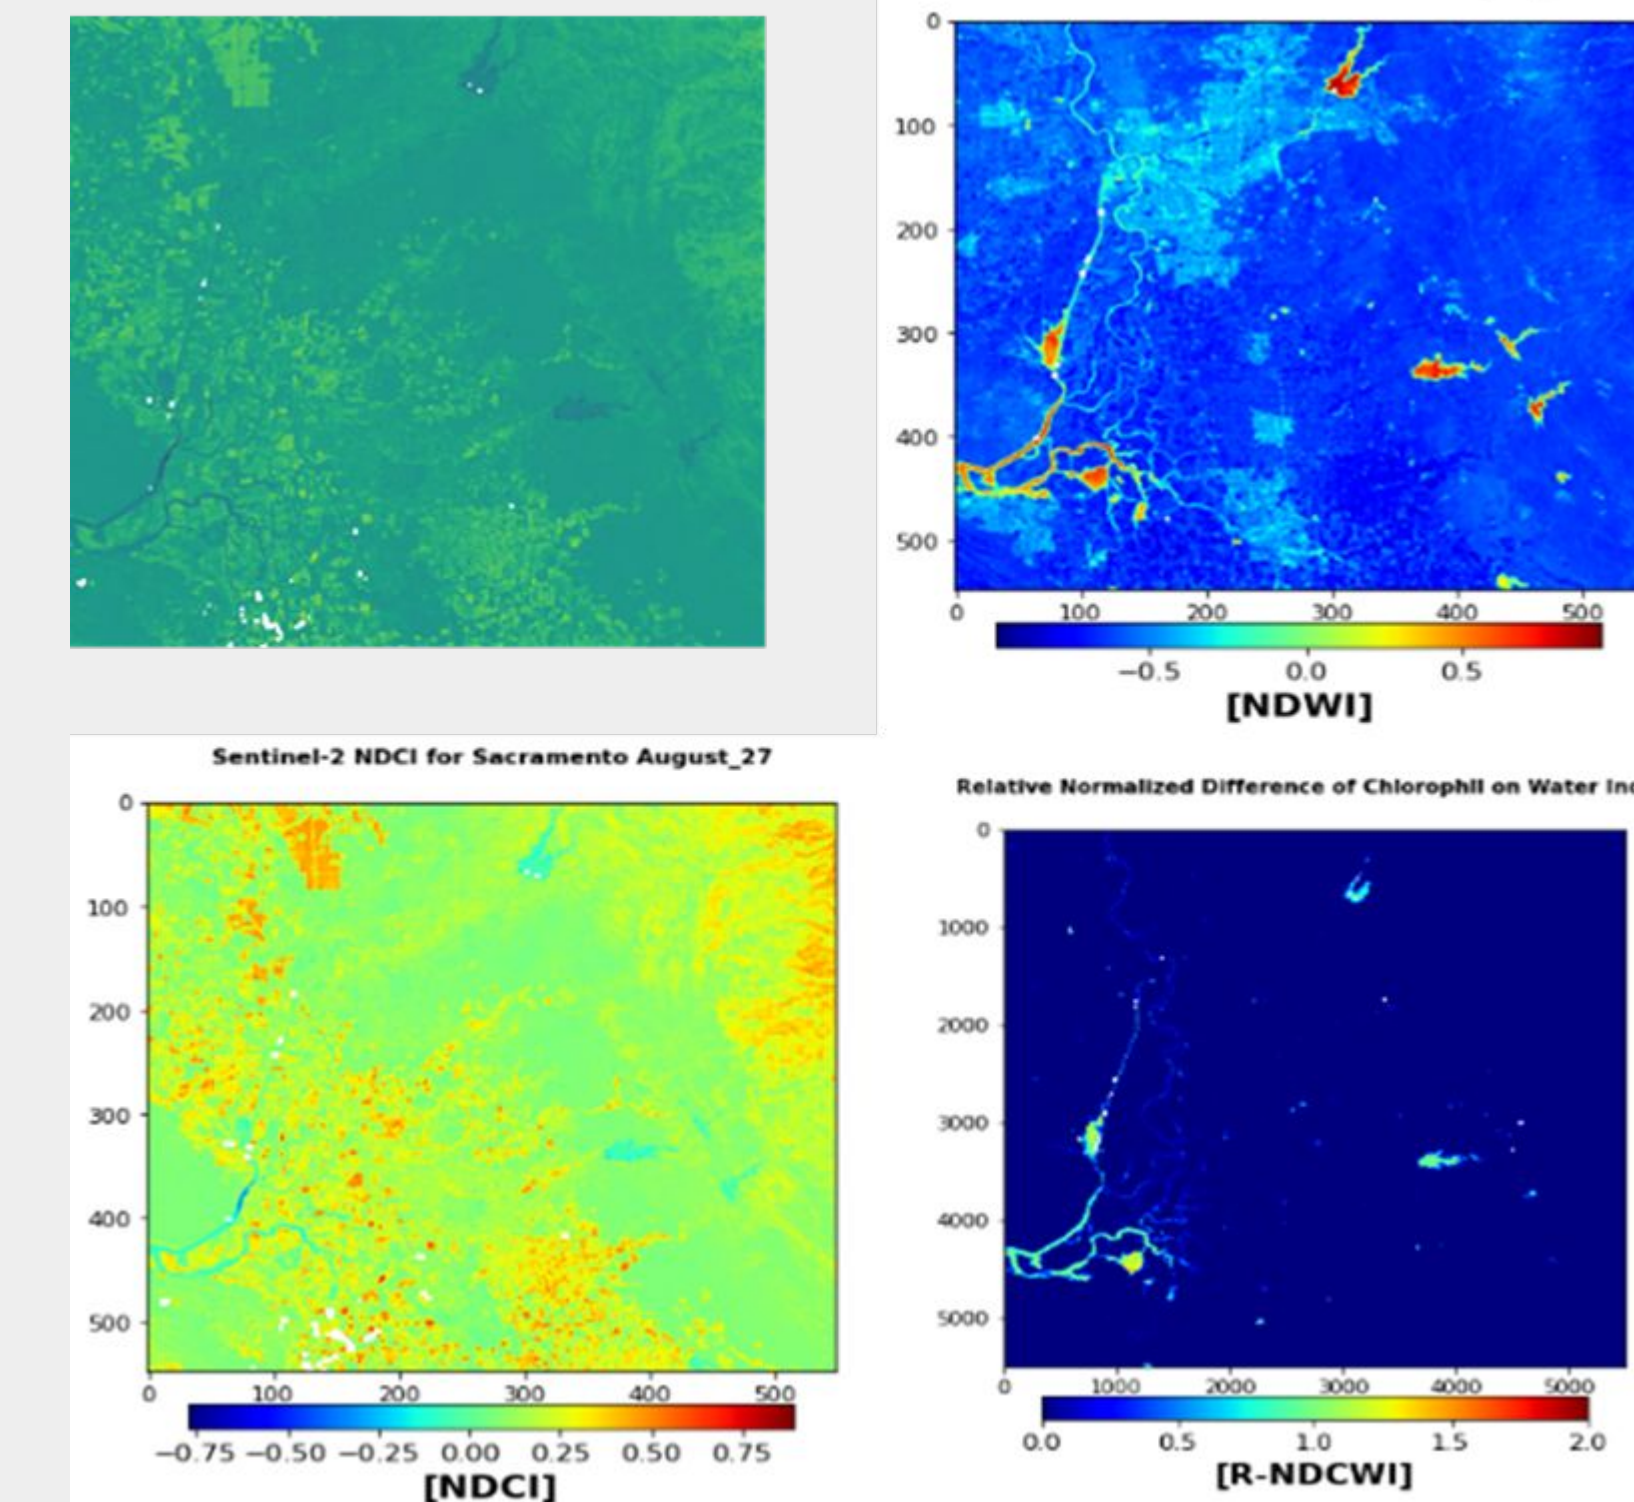 0
100
200
300
400
500
0 100 200 300 400 500
−0.5 0.0 0.5
[NDWI]
Sentinel-2 NDCI for Sacramento August_27
0
100
200
300
400
500
0 100 200 300 400 500
−0.75 −0.50 −0.25 0.00 0.25 0.50 0.75
[NDCI]
Relative Normalized Difference of Chlorophll on Water Ind
0
1000
2000
3000
4000
5000
0 1000 2000 3000 4000 5000
0.0 0.5 1.0 1.5 2.0
[R-NDCWI]